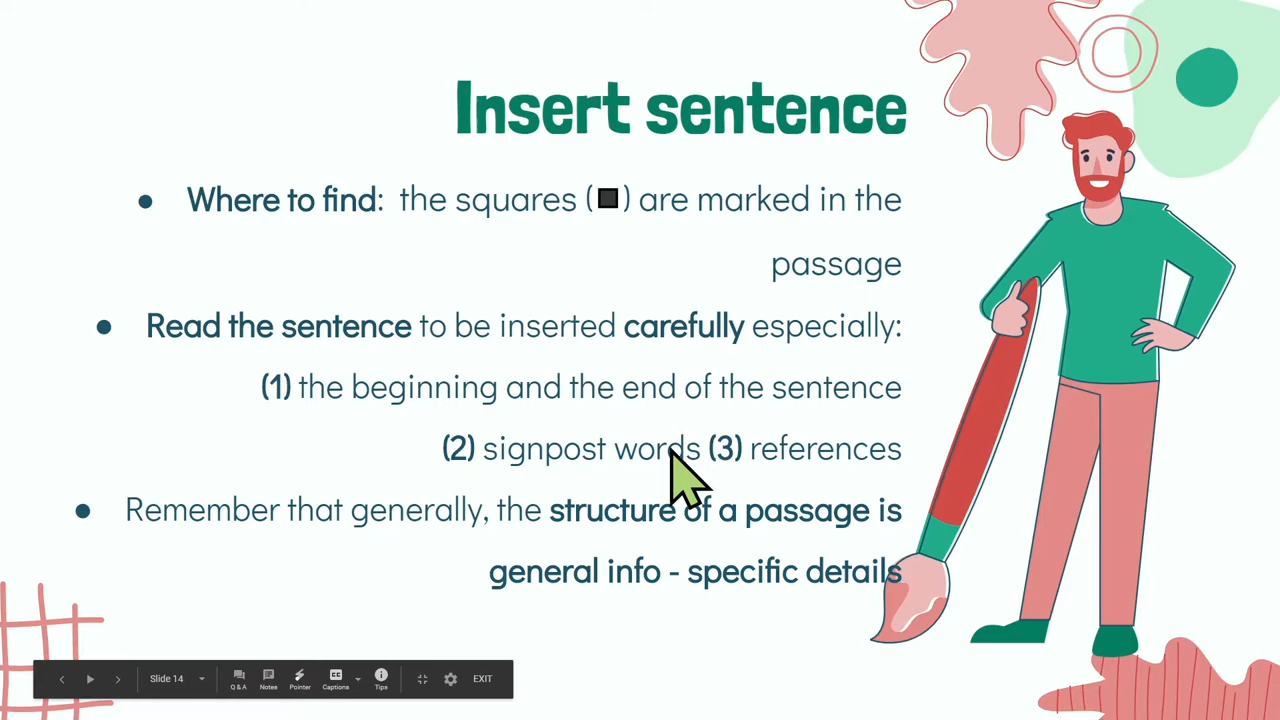 Insert sentence
● Where to find: the squares (■) are marked in the
passage
● Read the sentence to be inserted carefully especially:
(1) the beginning and the end of the sentence
(2) signpost words (3) references
● Remember that generally, the structure of a passage is
general info - specific details
Slide 14 Q & A Notes Pointer CC Captions Tips EXIT